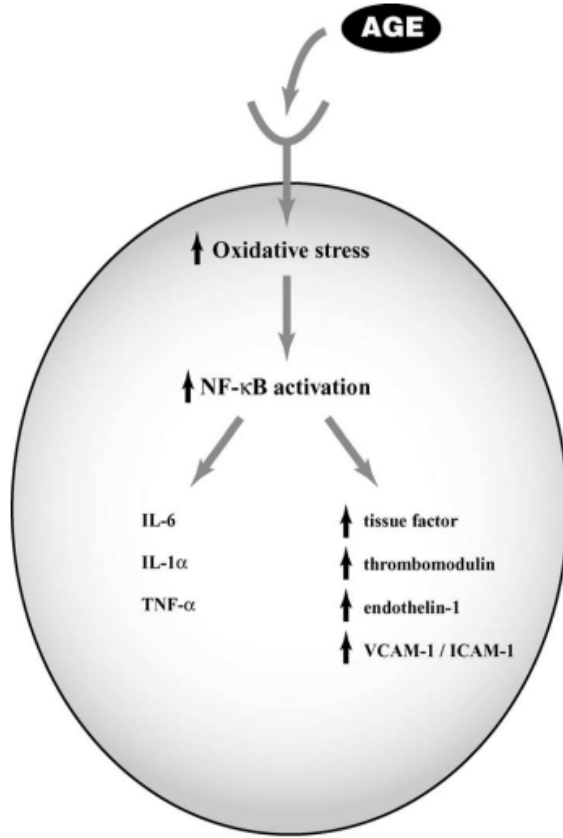 AGE
Oxidative stress
NF-κB activation
IL-6
IL-1α
TNF-α
tissue factor
thrombomodulin
endothelin-1
VCAM-1 / ICAM-1